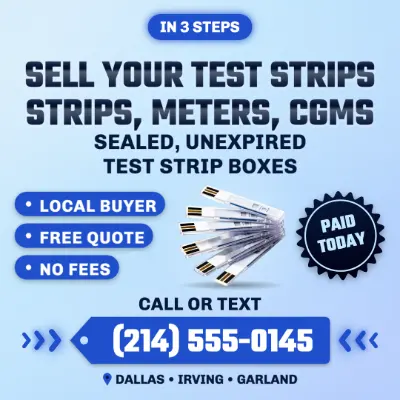 IN 3 STEPS
SELL YOUR TEST STRIPS
STRIPS, METERS, CGMS
SEALED, UNEXPIRED
TEST STRIP BOXES
• LOCAL BUYER
• FREE QUOTE
• NO FEES
PAID
TODAY
CALL OR TEXT
(214) 555-0145
DALLAS • IRVING • GARLAND